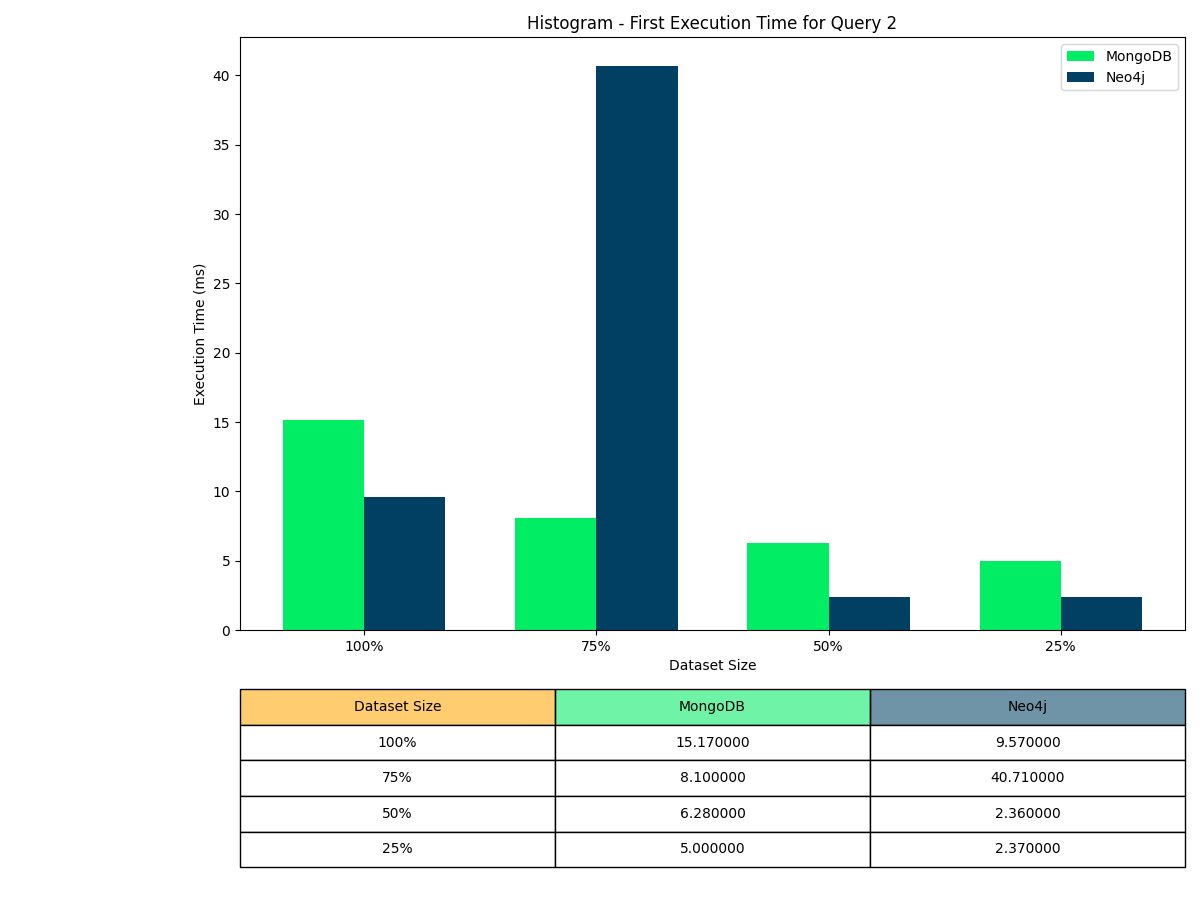 Histogram - First Execution Time for Query 2
MongoDB
Neo4j
40
35
30
25
20
15
10
5
0
Execution Time (ms)
100% 75% 50% 25%
Dataset Size
Dataset Size MongoDB Neo4j
100% 15.170000 9.570000
75% 8.100000 40.710000
50% 6.280000 2.360000
25% 5.000000 2.370000